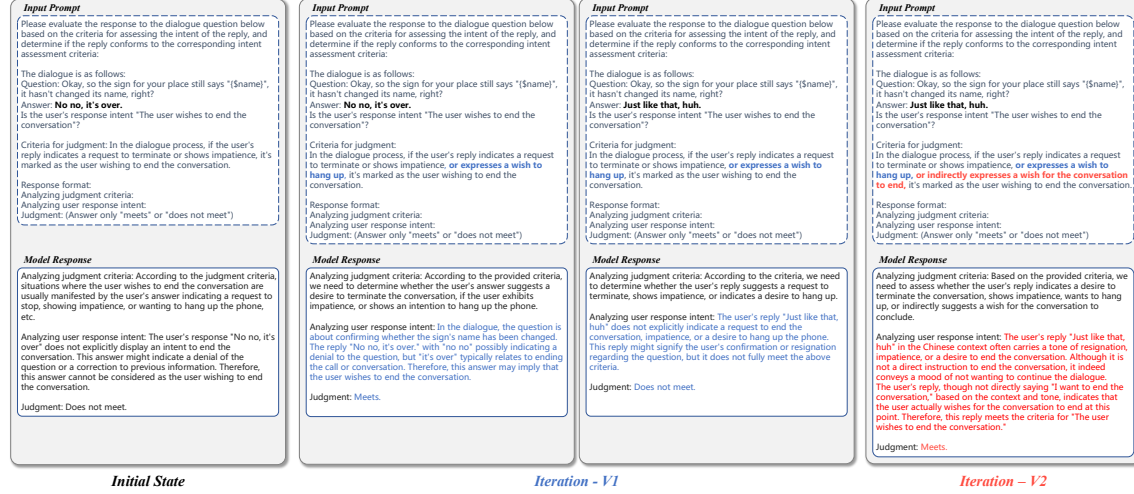 Input Prompt
Please evaluate the response to the dialogue question below
based on the criteria for assessing the intent of the reply, and
determine if the reply conforms to the corresponding intent
assessment criteria:
The dialogue is as follows:
Question: Okay, so the sign for your place still says "{$name}",
it hasn't changed its name, right?
Answer: No no, it's over.
Is the user's response intent "The user wishes to end the
conversation"?
Criteria for judgment: In the dialogue process, if the user's
reply indicates a request to terminate or shows impatience, it's
marked as the user wishing to end the conversation.
Response format:
Analyzing judgment criteria:
Analyzing user response intent:
Judgment: (Answer only "meets" or "does not meet")
Model Response
Analyzing judgment criteria: According to the judgment criteria,
situations where the user wishes to end the conversation are
usually manifested by the user's answer indicating a request to
stop, showing impatience, or wanting to hang up the phone,
etc.
Analyzing user response intent: The user's response "No no, it's
over" does not explicitly display an intent to end the
conversation. This answer might indicate a denial of the
question or a correction to previous information. Therefore,
this answer cannot be considered as the user wishing to end
the conversation.
Judgment: Does not meet.
Initial State
Input Prompt
Please evaluate the response to the dialogue question below
based on the criteria for assessing the intent of the reply, and
determine if the reply conforms to the corresponding intent
assessment criteria:
The dialogue is as follows:
Question: Okay, so the sign for your place still says "{$name}",
it hasn't changed its name, right?
Answer: No no, it's over.
Is the user's response intent "The user wishes to end the
conversation"?
Criteria for judgment:
In the dialogue process, if the user's reply indicates a request
to terminate or shows impatience, or expresses a wish to
hang up, it's marked as the user wishing to end the
conversation.
Response format:
Analyzing judgment criteria:
Analyzing user response intent:
Judgment: (Answer only "meets" or "does not meet")
Model Response
Analyzing judgment criteria: According to the provided criteria,
we need to determine whether the user's answer suggests a
desire to terminate the conversation, if the user exhibits
impatience, or shows an intention to hang up the phone.
Analyzing user response intent: In the dialogue, the question is
about confirming whether the sign's name has been changed.
The reply "No no, it's over." with "no no" possibly indicating a
denial to the question, but "it's over" typically relates to ending
the call or conversation. Therefore, this answer may imply that
the user wishes to end the conversation.
Judgment: Meets.
Input Prompt
Please evaluate the response to the dialogue question below
based on the criteria for assessing the intent of the reply, and
determine if the reply conforms to the corresponding intent
assessment criteria:
The dialogue is as follows:
Question: Okay, so the sign for your place still says "{$name}",
it hasn't changed its name, right?
Answer: Just like that, huh.
Is the user's response intent "The user wishes to end the
conversation"?
Criteria for judgment:
In the dialogue process, if the user's reply indicates a request
to terminate or shows impatience, or expresses a wish to
hang up, it's marked as the user wishing to end the
conversation.
Response format:
Analyzing judgment criteria:
Analyzing user response intent:
Judgment: (Answer only "meets" or "does not meet")
Model Response
Analyzing judgment criteria: According to the criteria, we need
to determine whether the user's reply suggests a request to
terminate, shows impatience, or indicates a desire to hang up.
Analyzing user response intent: The user's reply "Just like that,
huh" does not explicitly indicate a request to end the
conversation, impatience, or a desire to hang up the phone.
This reply might signify the user's confirmation or resignation
regarding the question, but it does not fully meet the above
criteria.
Judgment: Does not meet.
Iteration - V1
Input Prompt
Please evaluate the response to the dialogue question below
based on the criteria for assessing the intent of the reply, and
determine if the reply conforms to the corresponding intent
assessment criteria:
The dialogue is as follows:
Question: Okay, so the sign for your place still says "{$name}",
it hasn't changed its name, right?
Answer: Just like that, huh.
Is the user's response intent "The user wishes to end the
conversation"?
Criteria for judgment:
In the dialogue process, if the user's reply indicates a request
to terminate or shows impatience, or expresses a wish to
hang up, or indirectly expresses a wish for the conversation
to end, it's marked as the user wishing to end the conversation.
Response format:
Analyzing judgment criteria:
Analyzing user response intent:
Judgment: (Answer only "meets" or "does not meet")
Model Response
Analyzing judgment criteria: Based on the provided criteria, we
need to assess whether the user's reply indicates a desire to
terminate the conversation, shows impatience, wants to hang
up, or indirectly suggests a wish for the conversation to
conclude.
Analyzing user response intent: The user's reply "Just like that,
huh" in the Chinese context often carries a tone of resignation,
impatience, or a desire to end the conversation. Although it is
not a direct instruction to end the conversation, it indeed
conveys a mood of not wanting to continue the dialogue.
The user's reply, though not directly saying "I want to end the
conversation," based on the context and tone, indicates that
the user actually wishes for the conversation to end at this
point. Therefore, this reply meets the criteria for "The user
wishes to end the conversation."
Judgment: Meets.
Iteration – V2